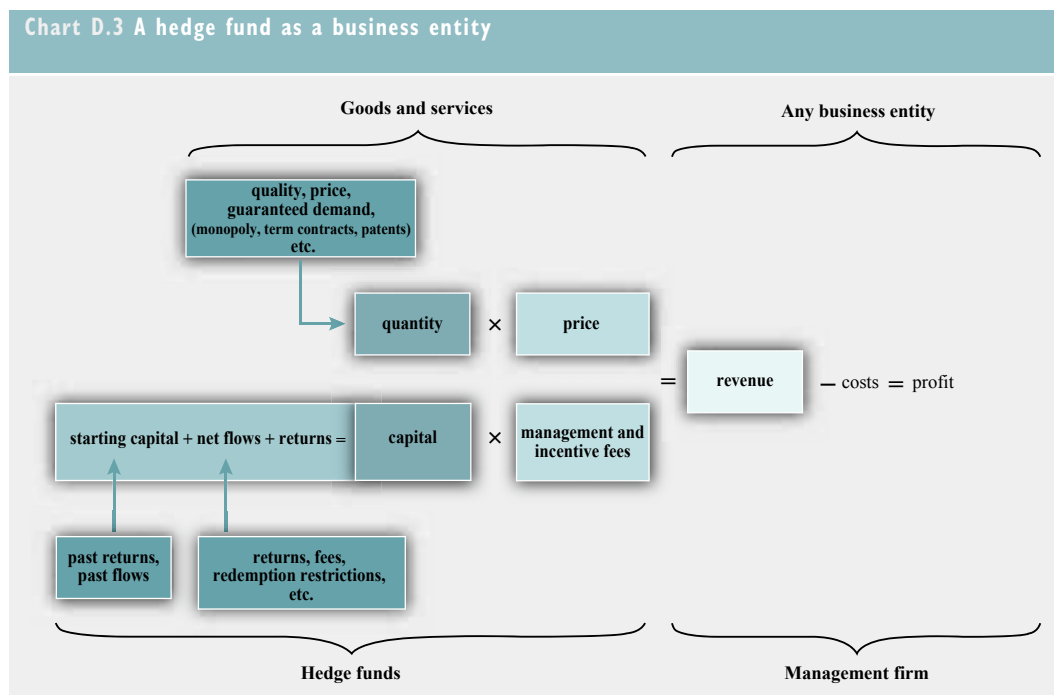 Chart D.3 A hedge fund as a business entity
Goods and services
Any business entity
quality, price,
guaranteed demand,
(monopoly, term contracts, patents)
etc.
quantity × price
= revenue – costs = profit
starting capital + net flows + returns = capital × management and
incentive fees
past returns,
past flows
returns, fees,
redemption restrictions,
etc.
Hedge funds
Management firm